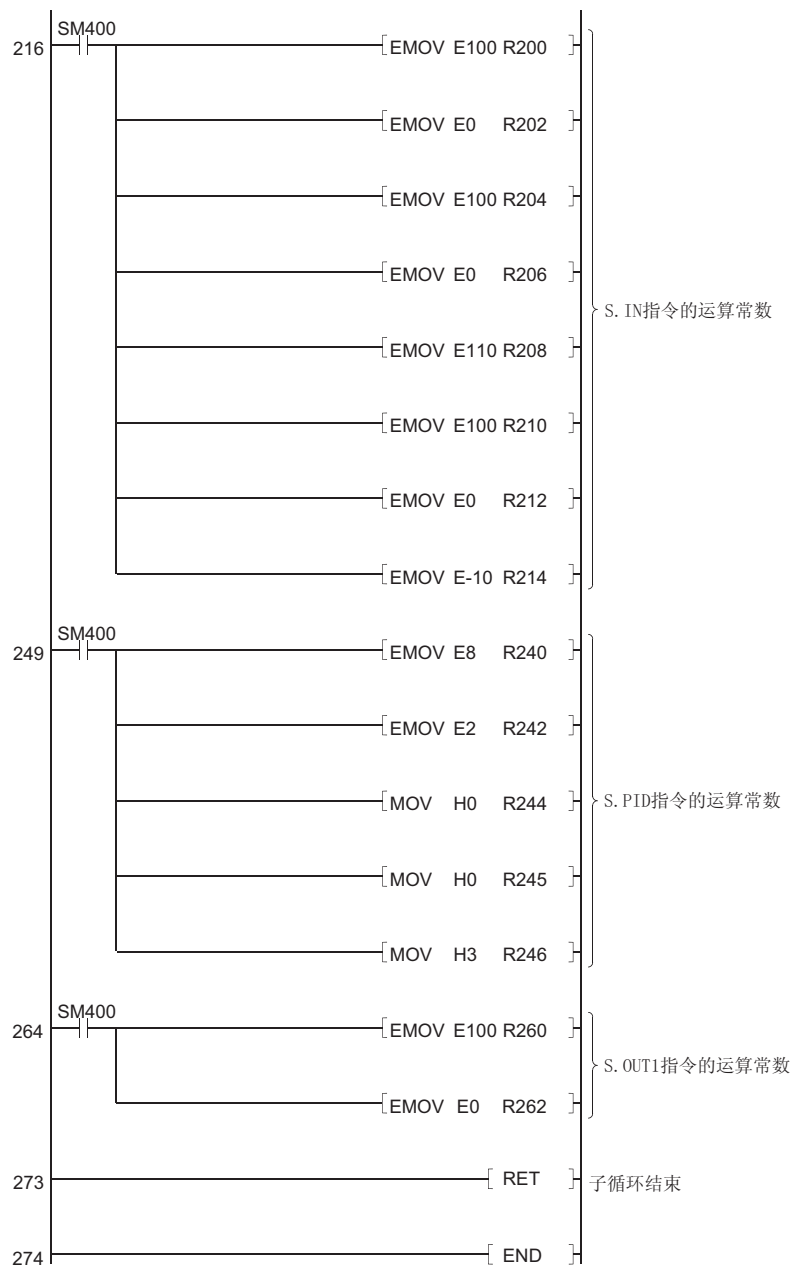 SM400
216 EMOV E100 R200
EMOV E0 R202
EMOV E100 R204
EMOV E0 R206
S.IN指令的运算常数
EMOV E110 R208
EMOV E100 R210
EMOV E0 R212
EMOV E-10 R214
SM400
249 EMOV E8 R240
EMOV E2 R242
MOV H0 R244 S.PID指令的运算常数
MOV H0 R245
MOV H3 R246
SM400
264 EMOV E100 R260
S.OUT1指令的运算常数
EMOV E0 R262
273 RET 子循环结束
274 END